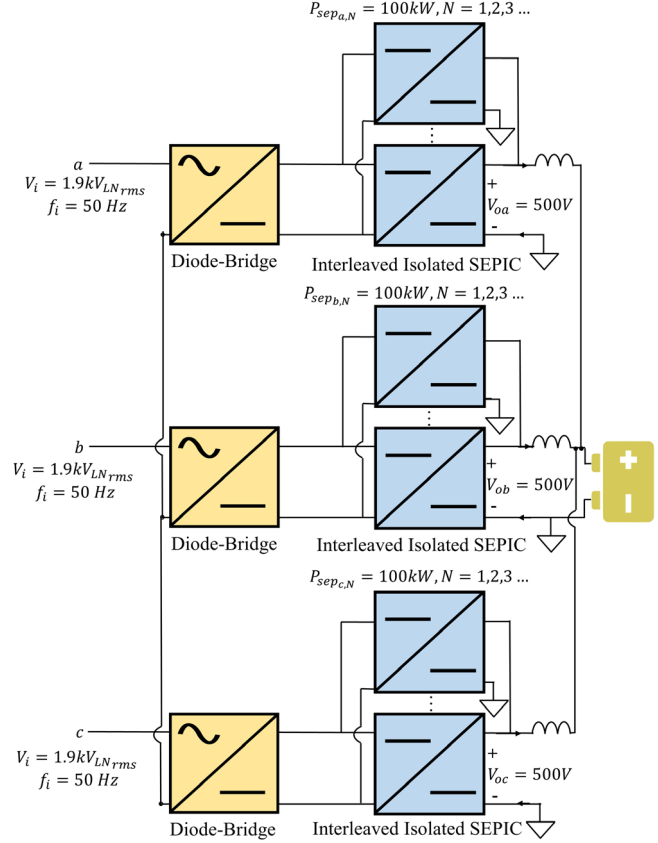 P_{sep_{a,N}} = 100kW, N = 1,2,3 ...
a
V_i = 1.9kV_{LN_{rms}}
f_i = 50 Hz
+
V_{oa} = 500V
-
Diode-Bridge
Interleaved Isolated SEPIC
P_{sep_{b,N}} = 100kW, N = 1,2,3 ...
b
V_i = 1.9kV_{LN_{rms}}
f_i = 50 Hz
+
V_{ob} = 500V
-
Diode-Bridge
Interleaved Isolated SEPIC
P_{sep_{c,N}} = 100kW, N = 1,2,3 ...
c
V_i = 1.9kV_{LN_{rms}}
f_i = 50 Hz
+
V_{oc} = 500V
-
Diode-Bridge
Interleaved Isolated SEPIC